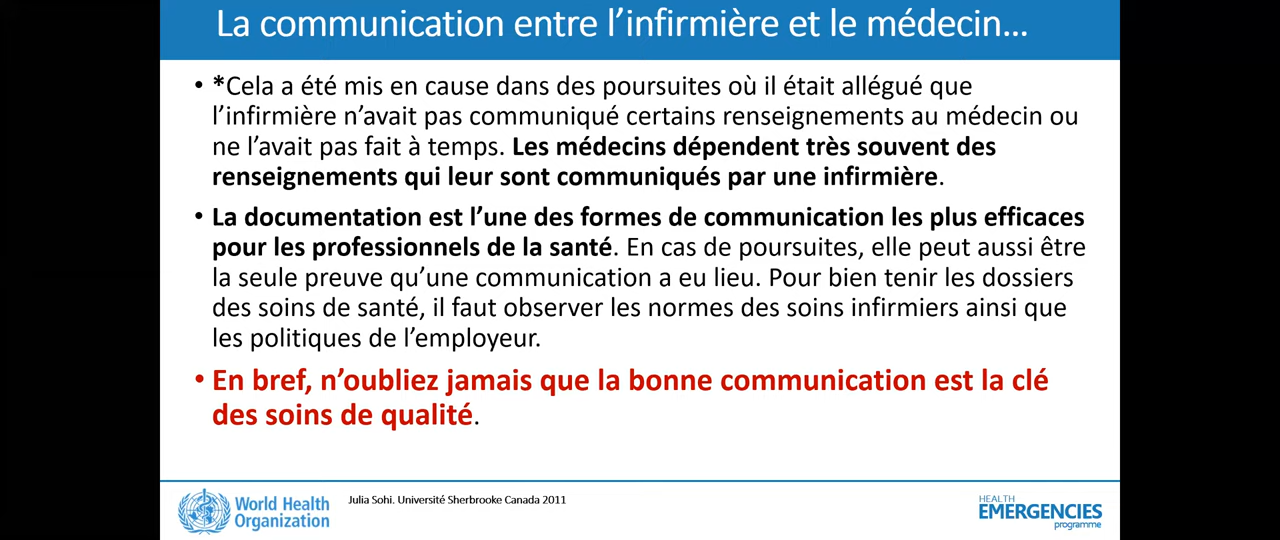 La communication entre l’infirmière et le médecin...
• *Cela a été mis en cause dans des poursuites où il était allégué que
l’infirmière n’avait pas communiqué certains renseignements au médecin ou
ne l’avait pas fait à temps. Les médecins dépendent très souvent des
renseignements qui leur sont communiqués par une infirmière.
• La documentation est l’une des formes de communication les plus efficaces
pour les professionnels de la santé. En cas de poursuites, elle peut aussi être
la seule preuve qu’une communication a eu lieu. Pour bien tenir les dossiers
des soins de santé, il faut observer les normes des soins infirmiers ainsi que
les politiques de l’employeur.
• En bref, n’oubliez jamais que la bonne communication est la clé
des soins de qualité.
World Health
Organization
Julia Sohi. Université Sherbrooke Canada 2011
HEALTH
EMERGENCIES
programme